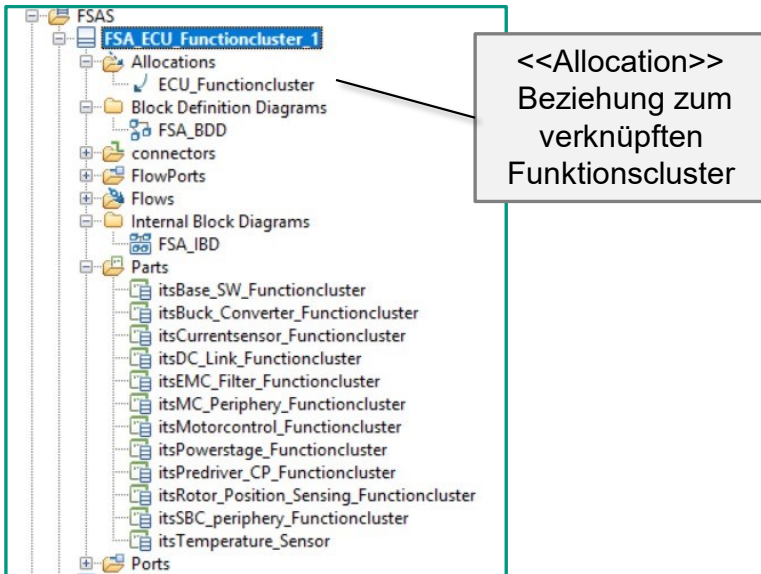 FSAS
FSA_ECU_Functioncluster_1
Allocations
ECU_Functioncluster
Block Definition Diagrams
FSA_BDD
connectors
FlowPorts
Flows
Internal Block Diagrams
FSA_IBD
Parts
itsBase_SW_Functioncluster
itsBuck_Converter_Functioncluster
itsCurrentsensor_Functioncluster
itsDC_Link_Functioncluster
itsEMC_Filter_Functioncluster
itsMC_Periphery_Functioncluster
itsMotorcontrol_Functioncluster
itsPowerstage_Functioncluster
itsPredriver_CP_Functioncluster
itsRotor_Position_Sensing_Functioncluster
itsSBC_periphery_Functioncluster
itsTemperature_Sensor
Ports
<<Allocation>>
Beziehung zum
verknüpften
Funktionscluster